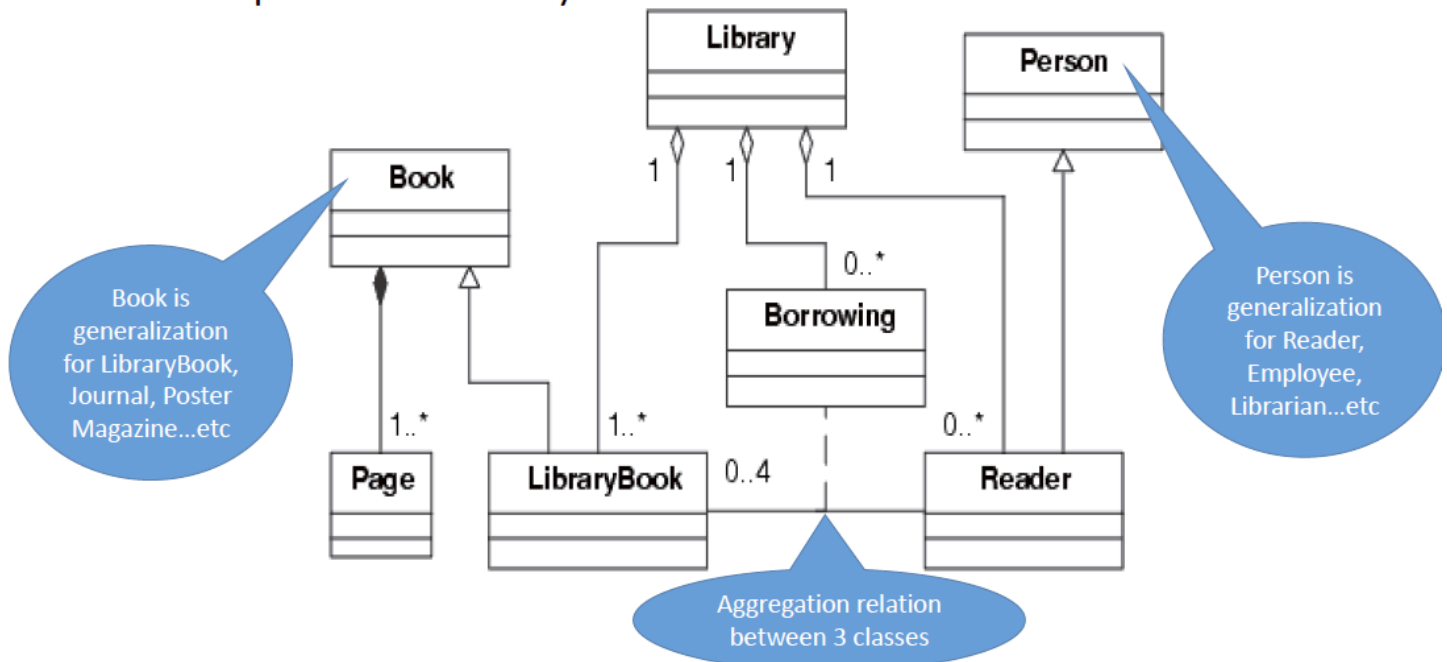 Library
Person
Book
1
1
1
Book is
generalization
for LibraryBook,
Journal, Poster
Magazine...etc
0..*
Borrowing
Person is
generalization
for Reader,
Employee,
Librarian...etc
1..*
1..*
0..*
Page
LibraryBook
0..4
Reader
Aggregation relation
between 3 classes